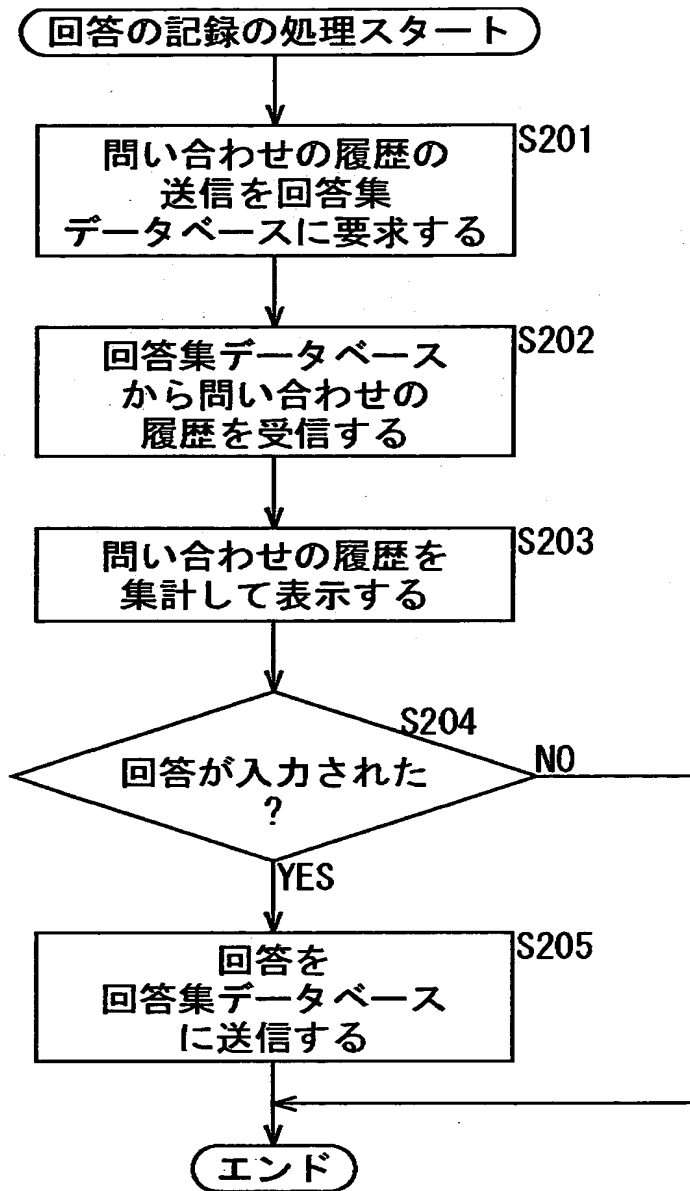 回答の記録の処理スタート
S201
問い合わせの履歴の
送信を回答集
データベースに要求する
S202
回答集データベース
から問い合わせの
履歴を受信する
S203
問い合わせの履歴を
集計して表示する
S204
回答が入力された
?
NO
YES
S205
回答を
回答集データベース
に送信する
エンド